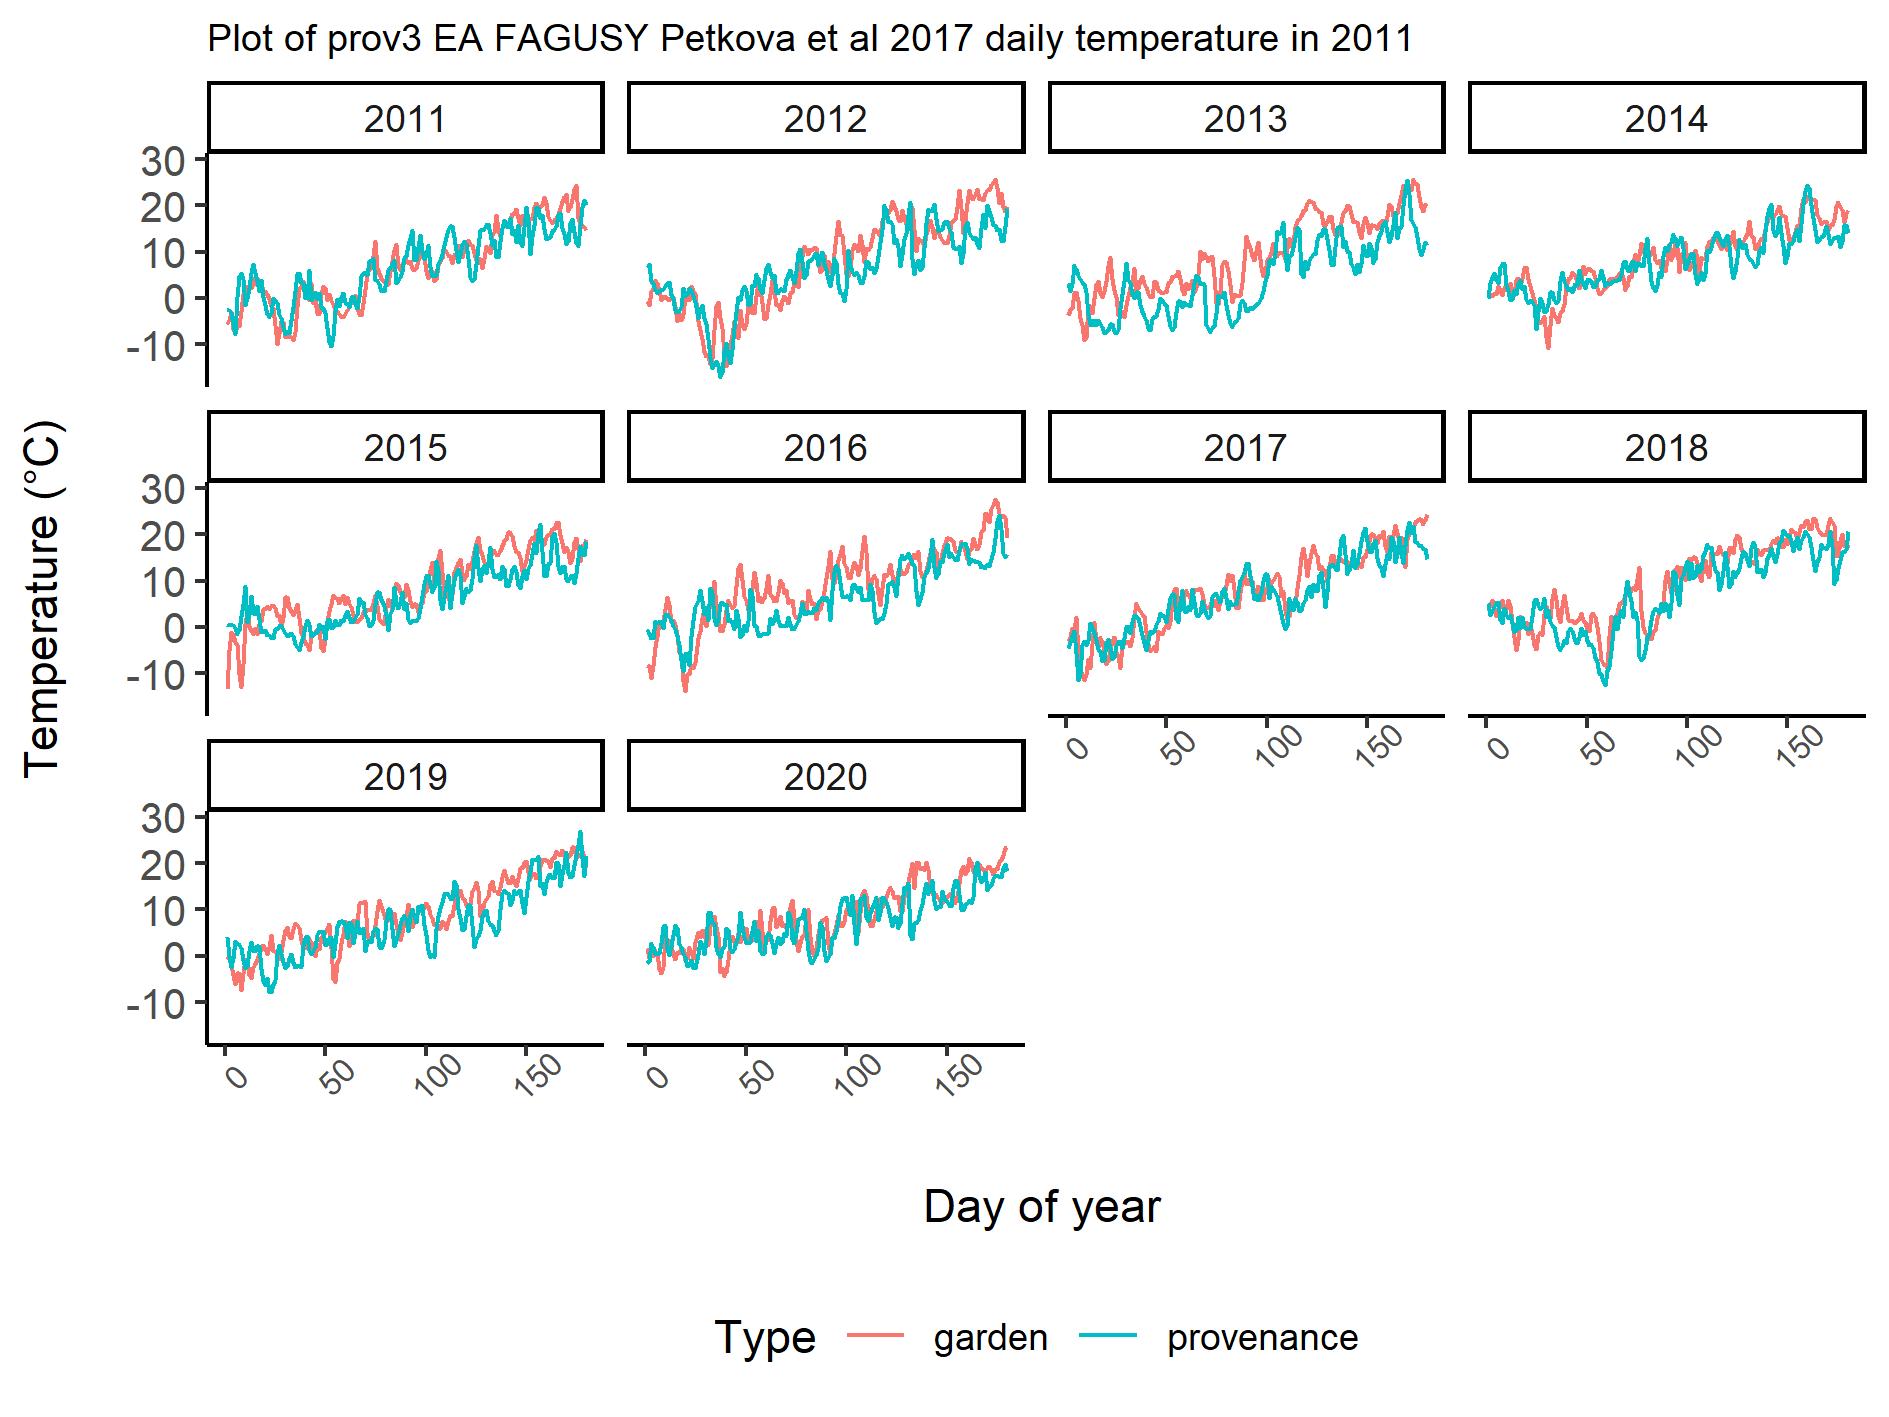 Plot of prov3 EA FAGUSY Petkova et al 2017 daily temperature in 2011
2011 2012 2013 2014
30
20
10
0
-10
2015 2016 2017 2018
30
20
10
0
-10
0 50 100 150 0 50 100 150
2019 2020
30
20
10
0
-10
0 50 100 150 0 50 100 150
Temperature (°C)
Day of year
Type garden provenance